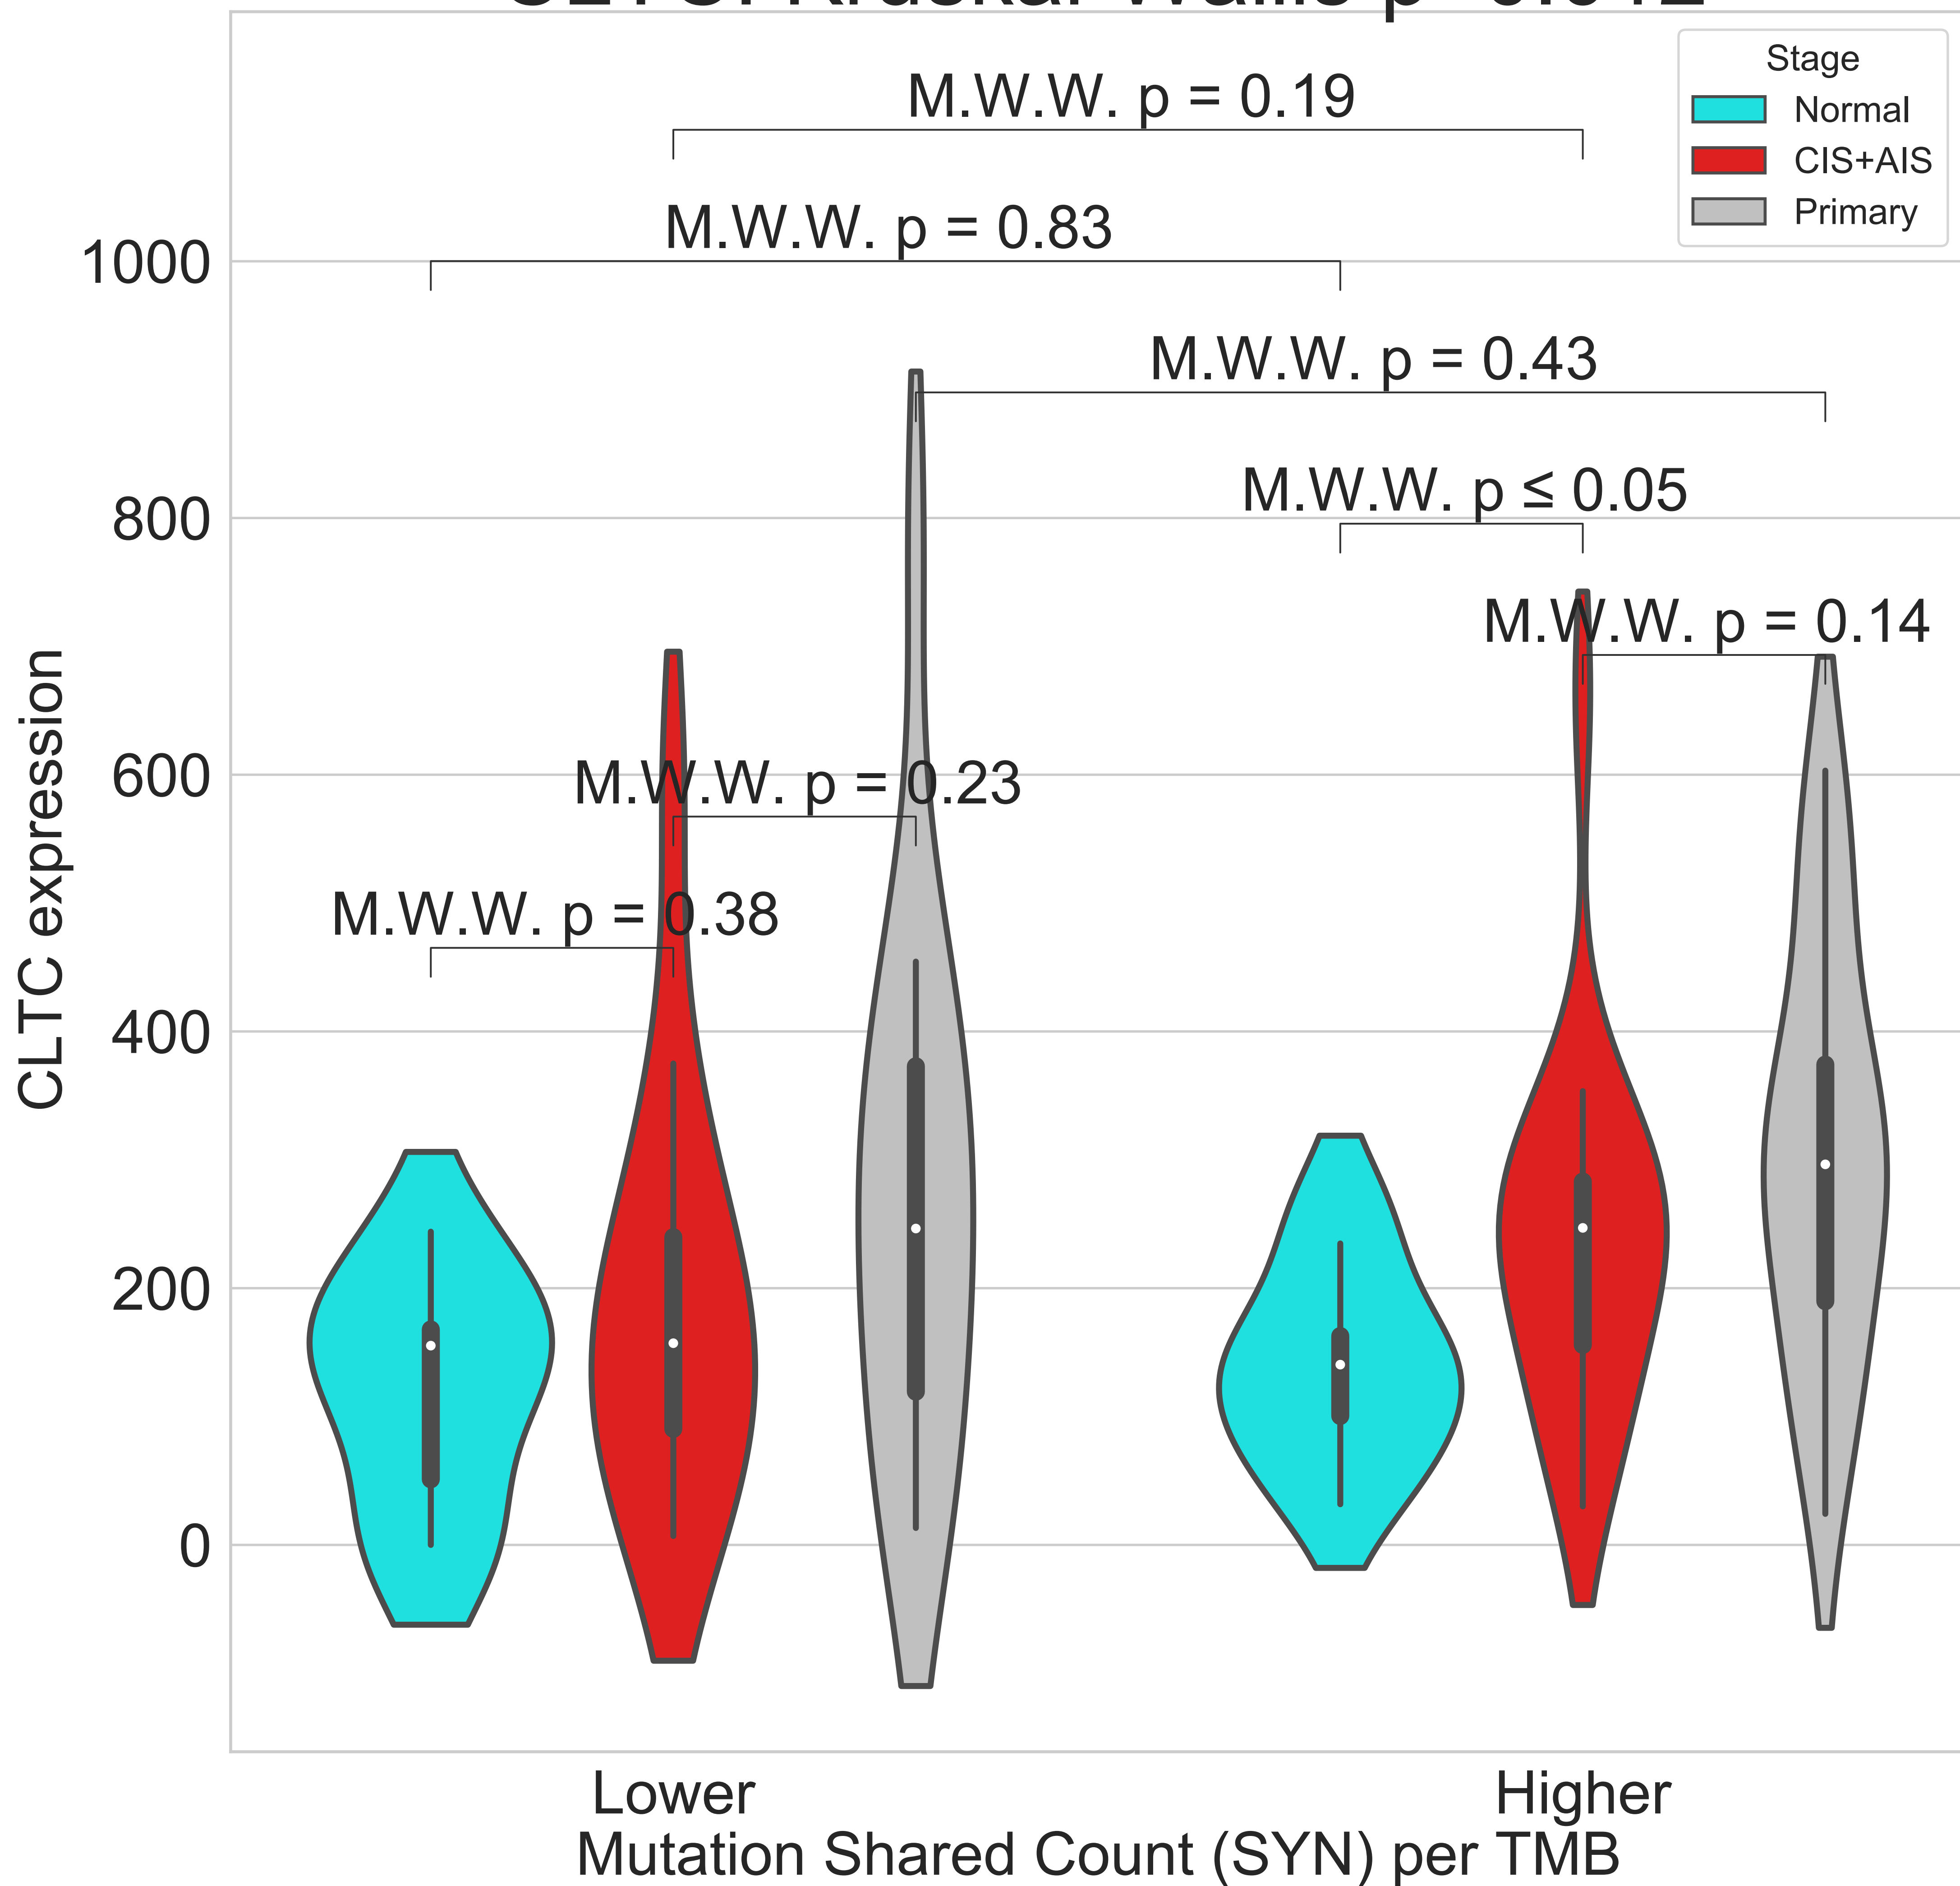 Stage
Normal
CIS+AIS
Primary
M.W.W. p = 0.19
M.W.W. p = 0.83
M.W.W. p = 0.43
M.W.W. p ≤ 0.05
M.W.W. p = 0.14
M.W.W. p = 0.23
M.W.W. p = 0.38
1000
800
600
400
200
0
CLTC expression
Lower
Higher
Mutation Shared Count (SYN) per TMB